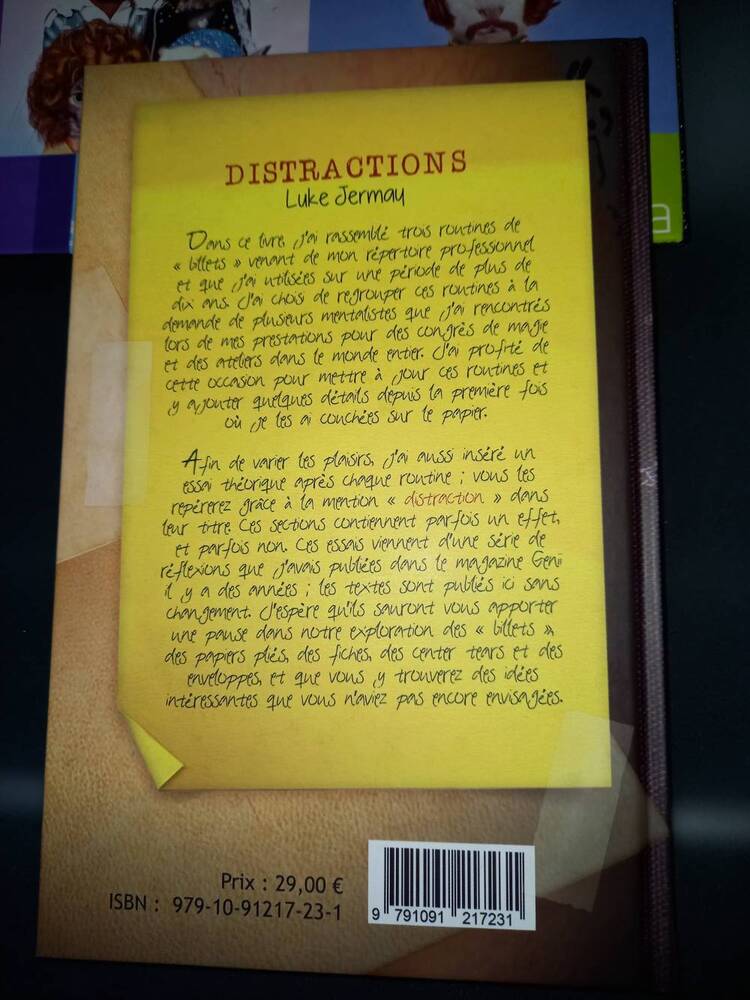 DISTRACTIONS
Luke Jermay
Dans ce livre, j'ai rassemblé trois routines de
« billets » venant de mon répertoire professionnel
et que j'ai utilisées sur une période de plus de
dix ans. J'ai choisi de regrouper ces routines à la
demande de plusieurs mentalistes que j'ai rencontrés
lors de mes prestations pour des congrès de magie
et des ateliers dans le monde entier. J'ai profité de
cette occasion pour mettre à jour ces routines et
y ajouter quelques détails depuis la première fois
où je les ai couchées sur le papier.
Afin de varier les plaisirs, j'ai aussi inséré un
essai théorique après chaque routine ; vous les
repérerez grâce à la mention « distraction » dans
leur titre. Ces sections contiennent parfois un effet,
et parfois non. Ces essais viennent d'une série de
réflexions que j'avais publiées dans le magazine Genii
il y a des années ; les textes sont publiés ici sans
changement. J'espère qu'ils sauront vous apporter
une pause dans notre exploration des « billets »,
des papiers pliés, des fiches, des center tears et des
enveloppes, et que vous y trouverez des idées
intéressantes que vous n'aviez pas encore envisagées.
Prix : 29,00 €
ISBN : 979-10-91217-23-1
9 791091 217231